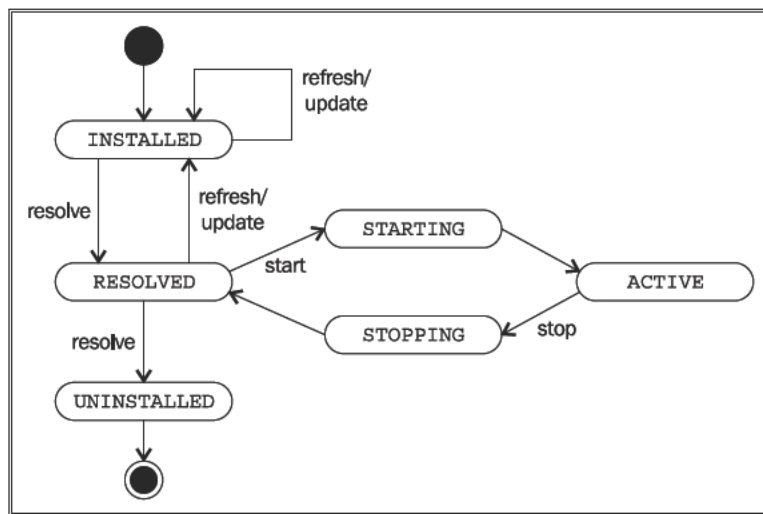 refresh/
update
INSTALLED
resolve
refresh/
update
STARTING
start
RESOLVED
ACTIVE
STOPPING
stop
resolve
UNINSTALLED